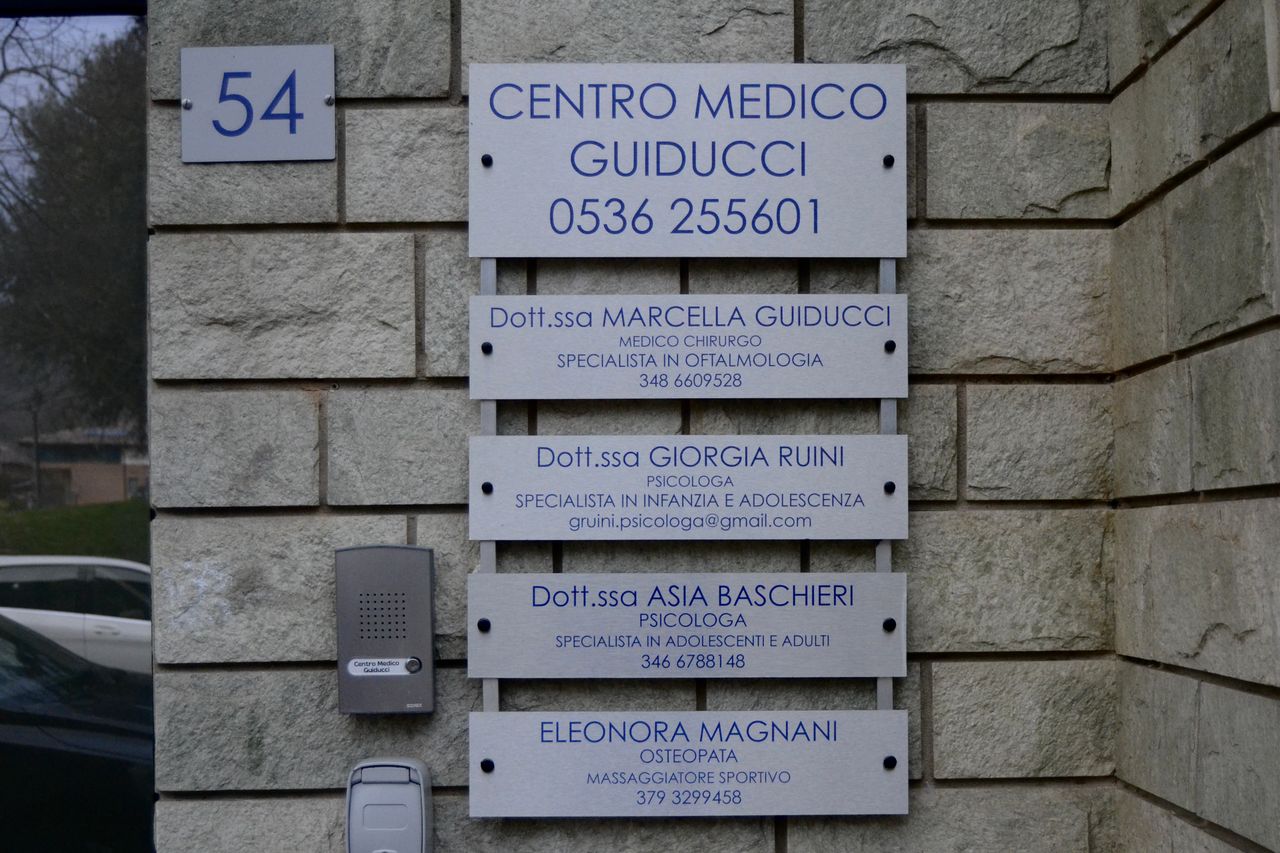 54
CENTRO MEDICO
GUIDUCCI
0536 255601
Dott.ssa MARCELLA GUIDUCCI
MEDICO CHIRURGO
SPECIALISTA IN OFTALMOLOGIA
348 6609528
Dott.ssa GIORGIA RUINI
PSICOLOGA
SPECIALISTA IN INFANZIA E ADOLESCENZA
gruini.psicologa@gmail.com
Dott.ssa ASIA BASCHIERI
PSICOLOGA
SPECIALISTA IN ADOLESCENTI E ADULTI
346 6788148
ELEONORA MAGNANI
OSTEOPATA
MASSAGGIATORE SPORTIVO
379 3299458
Centro Medico
Guiducci